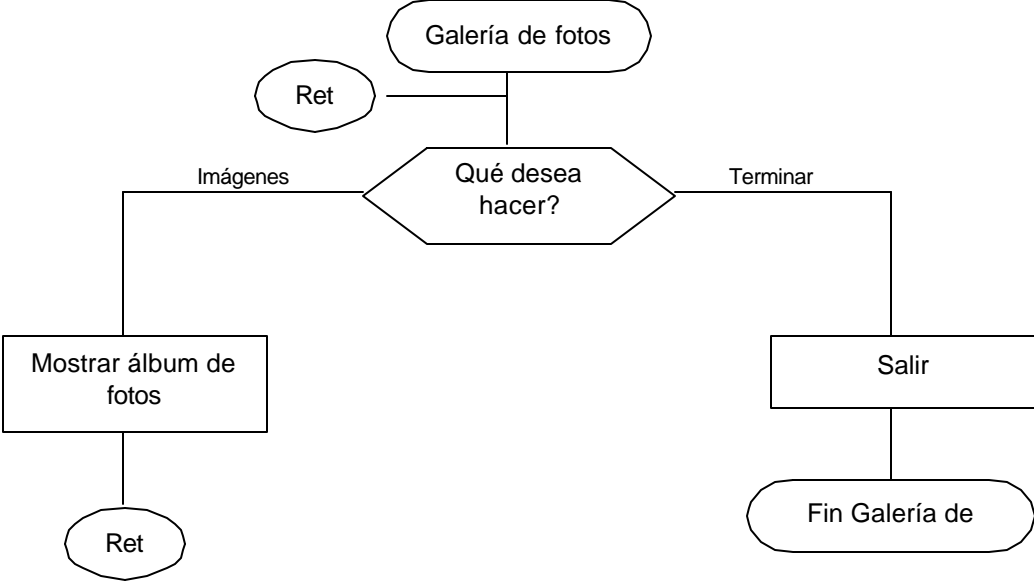 Galería de fotos
Ret
Qué desea
hacer?
Imágenes
Terminar
Mostrar álbum de
fotos
Salir
Ret
Fin Galería de